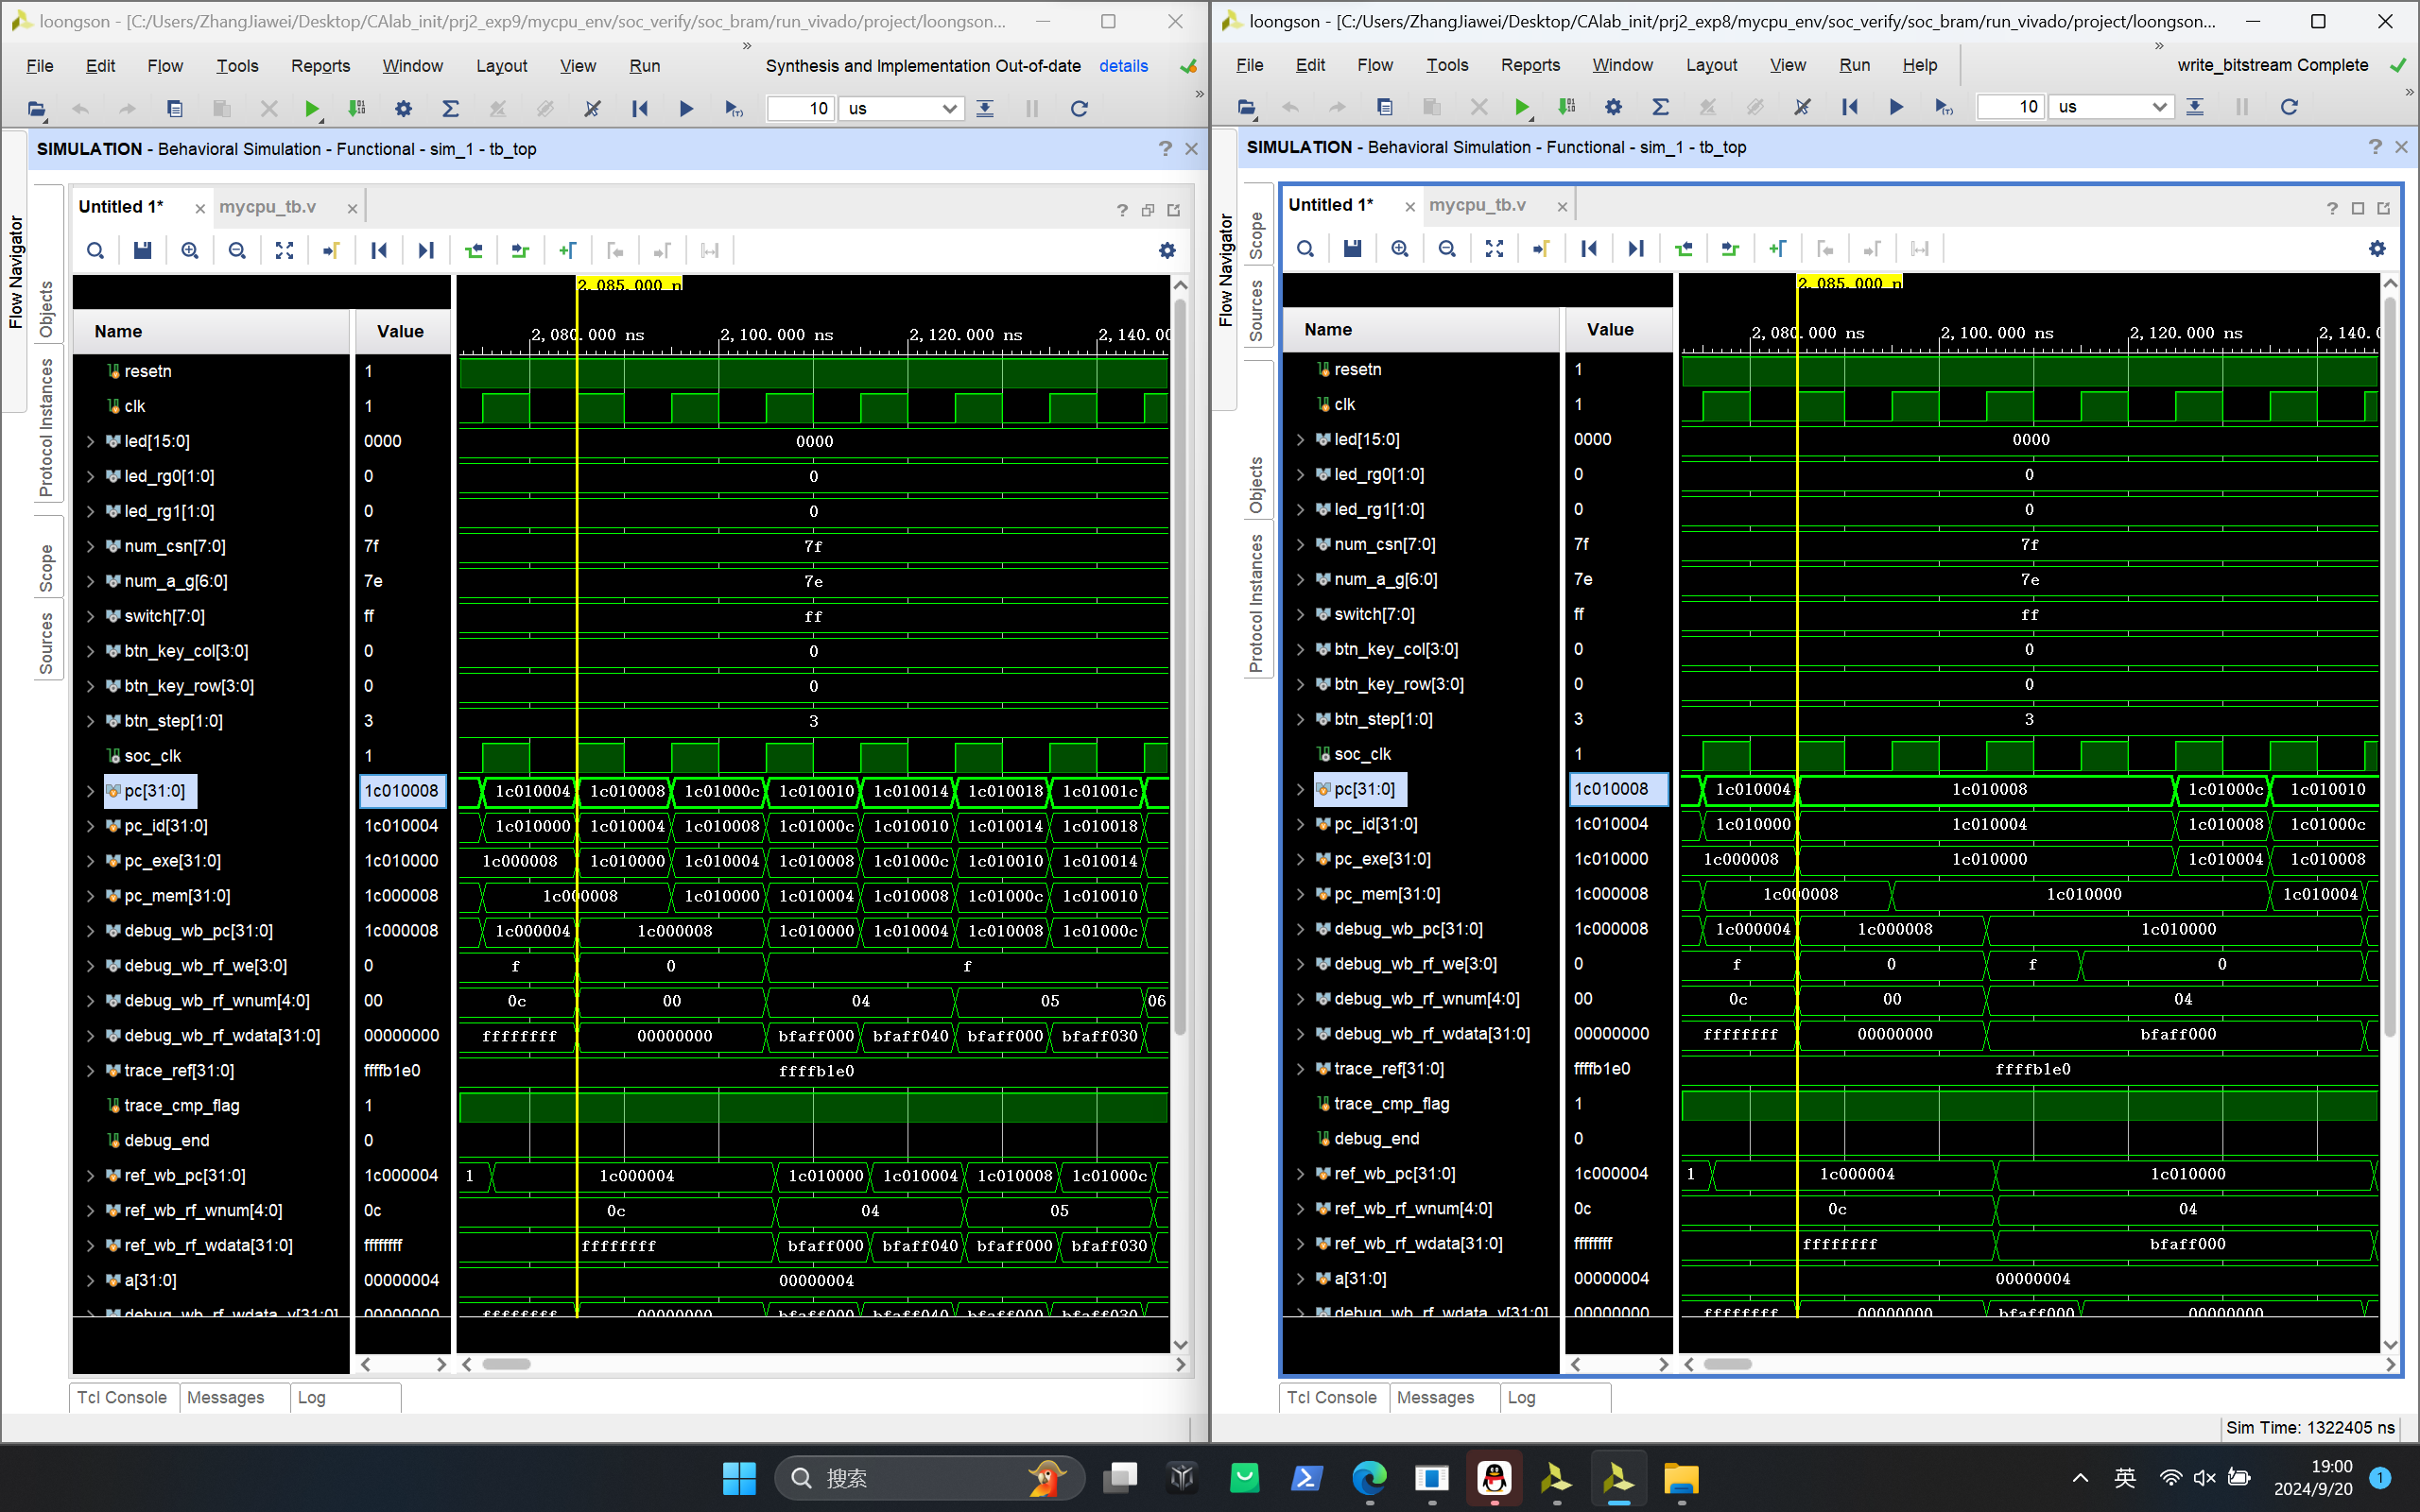 loongson - [C:/Users/ZhangJiawei/Desktop/CAlab_init/prj2_exp9/mycpu_env/soc_verify/soc_bram/run_vivado/project/loongson...
File Edit Flow Tools Reports Window Layout View Run » Synthesis and Implementation Out-of-date details
10 us »
SIMULATION - Behavioral Simulation - Functional - sim_1 - tb_top
Flow Navigator
Objects
Protocol Instances
Scope
Sources
Untitled 1* mycpu_tb.v
2,085.000 n
Name Value 2,080.000 ns 2,100.000 ns 2,120.000 ns 2,140.0
resetn 1
clk 1
led[15:0] 0000 0000
led_rg0[1:0] 0 0
led_rg1[1:0] 0 0
num_csn[7:0] 7f 7f
num_a_g[6:0] 7e 7e
switch[7:0] ff ff
btn_key_col[3:0] 0 0
btn_key_row[3:0] 0 0
btn_step[1:0] 3 3
soc_clk 1
pc[31:0] 1c010008 1c010004 1c010008 1c01000c 1c010010 1c010014 1c010018 1c01001c
pc_id[31:0] 1c010004 1c010000 1c010004 1c010008 1c01000c 1c010010 1c010014 1c010018
pc_exe[31:0] 1c010000 1c000008 1c010000 1c010004 1c010008 1c01000c 1c010010 1c010014
pc_mem[31:0] 1c000008 1c000008 1c010000 1c010004 1c010008 1c01000c 1c010010
debug_wb_pc[31:0] 1c000008 1c000004 1c000008 1c010000 1c010004 1c010008 1c01000c
debug_wb_rf_we[3:0] 0 f 0 f
debug_wb_rf_wnum[4:0] 00 0c 00 04 05 06
debug_wb_rf_wdata[31:0] 00000000 ffffffff 00000000 bfaff000 bfaff040 bfaff000 bfaff030
trace_ref[31:0] ffffb1e0 ffffb1e0
trace_cmp_flag 1
debug_end 0
ref_wb_pc[31:0] 1c000004 1 1c000004 1c010000 1c010004 1c010008 1c01000c
ref_wb_rf_wnum[4:0] 0c 0c 04 05
ref_wb_rf_wdata[31:0] ffffffff ffffffff bfaff000 bfaff040 bfaff000 bfaff030
a[31:0] 00000004 00000004
debug_wb_rf_wdata_v[31:0] 00000000 ffffffff 00000000 bfaff000 bfaff040 bfaff000 bfaff030
Tcl Console Messages Log
loongson - [C:/Users/ZhangJiawei/Desktop/CAlab_init/prj2_exp8/mycpu_env/soc_verify/soc_bram/run_vivado/project/loongson...
File Edit Flow Tools Reports Window Layout View Run Help » write_bitstream Complete
10 us »
SIMULATION - Behavioral Simulation - Functional - sim_1 - tb_top
Flow Navigator
Scope
Sources
Objects
Protocol Instances
Untitled 1* mycpu_tb.v
2,085.000 n
Name Value 2,080.000 ns 2,100.000 ns 2,120.000 ns 2,140.
resetn 1
clk 1
led[15:0] 0000 0000
led_rg0[1:0] 0 0
led_rg1[1:0] 0 0
num_csn[7:0] 7f 7f
num_a_g[6:0] 7e 7e
switch[7:0] ff ff
btn_key_col[3:0] 0 0
btn_key_row[3:0] 0 0
btn_step[1:0] 3 3
soc_clk 1
pc[31:0] 1c010008 1c010004 1c010008 1c01000c 1c010010
pc_id[31:0] 1c010004 1c010000 1c010004 1c010008 1c01000c
pc_exe[31:0] 1c010000 1c000008 1c010000 1c010004 1c010008
pc_mem[31:0] 1c000008 1c000008 1c010000 1c010004
debug_wb_pc[31:0] 1c000008 1c000004 1c000008 1c010000
debug_wb_rf_we[3:0] 0 f 0 f 0
debug_wb_rf_wnum[4:0] 00 0c 00 04
debug_wb_rf_wdata[31:0] 00000000 ffffffff 00000000 bfaff000
trace_ref[31:0] ffffb1e0 ffffb1e0
trace_cmp_flag 1
debug_end 0
ref_wb_pc[31:0] 1c000004 1 1c000004 1c010000
ref_wb_rf_wnum[4:0] 0c 0c 04
ref_wb_rf_wdata[31:0] ffffffff ffffffff bfaff000
a[31:0] 00000004 00000004
debug_wb_rf_wdata_v[31:0] 00000000 ffffffff 00000000 bfaff000 00000000
Tcl Console Messages Log
Sim Time: 1322405 ns
搜索
英
19:00
2024/9/20
1